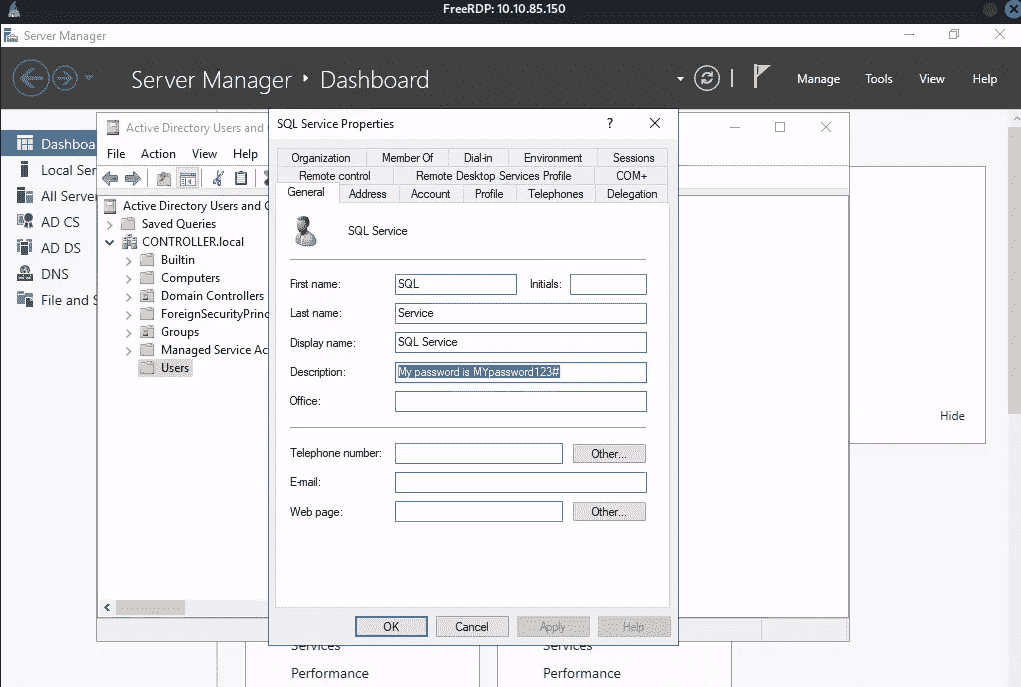 FreeRDP: 10.10.85.150
Server Manager
Server Manager • Dashboard
Manage Tools View Help
Dashboa
Local Ser
All Serve
AD CS
AD DS
DNS
File and S
Active Directory Users and
File Action View Help
Active Directory Users and C
Saved Queries
CONTROLLER.local
Builtin
Computers
Domain Controllers
ForeignSecurityPrinc
Groups
Managed Service Ac
Users
SQL Service Properties
?
Organization Member Of Dial-in Environment Sessions
Remote control Remote Desktop Services Profile COM+
General Address Account Profile Telephones Delegation
SQL Service
First name: SQL Initials:
Last name: Service
Display name: SQL Service
Description: My password is MYpassword123#
Office:
Telephone number: Other...
E-mail:
Web page: Other...
OK Cancel Apply Help
Hide
Services Services
Performance Performance